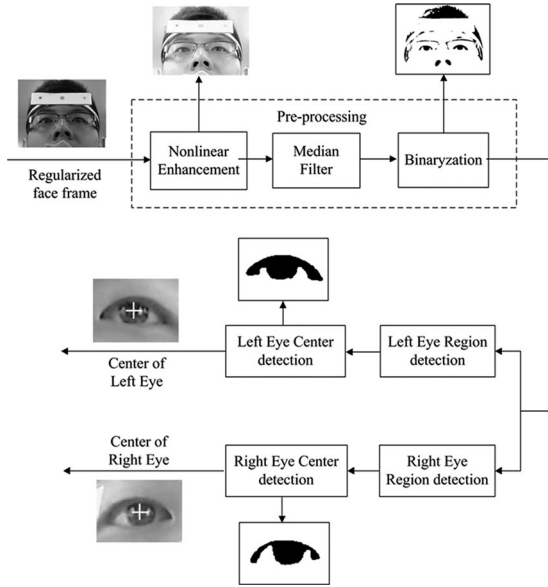 Pre-processing
Nonlinear
Enhancement
Median
Filter
Binaryzation
Regularized
face frame
Left Eye Center
detection
Left Eye Region
detection
Center of
Left Eye
Center of
Right Eye
Right Eye Center
detection
Right Eye
Region detection